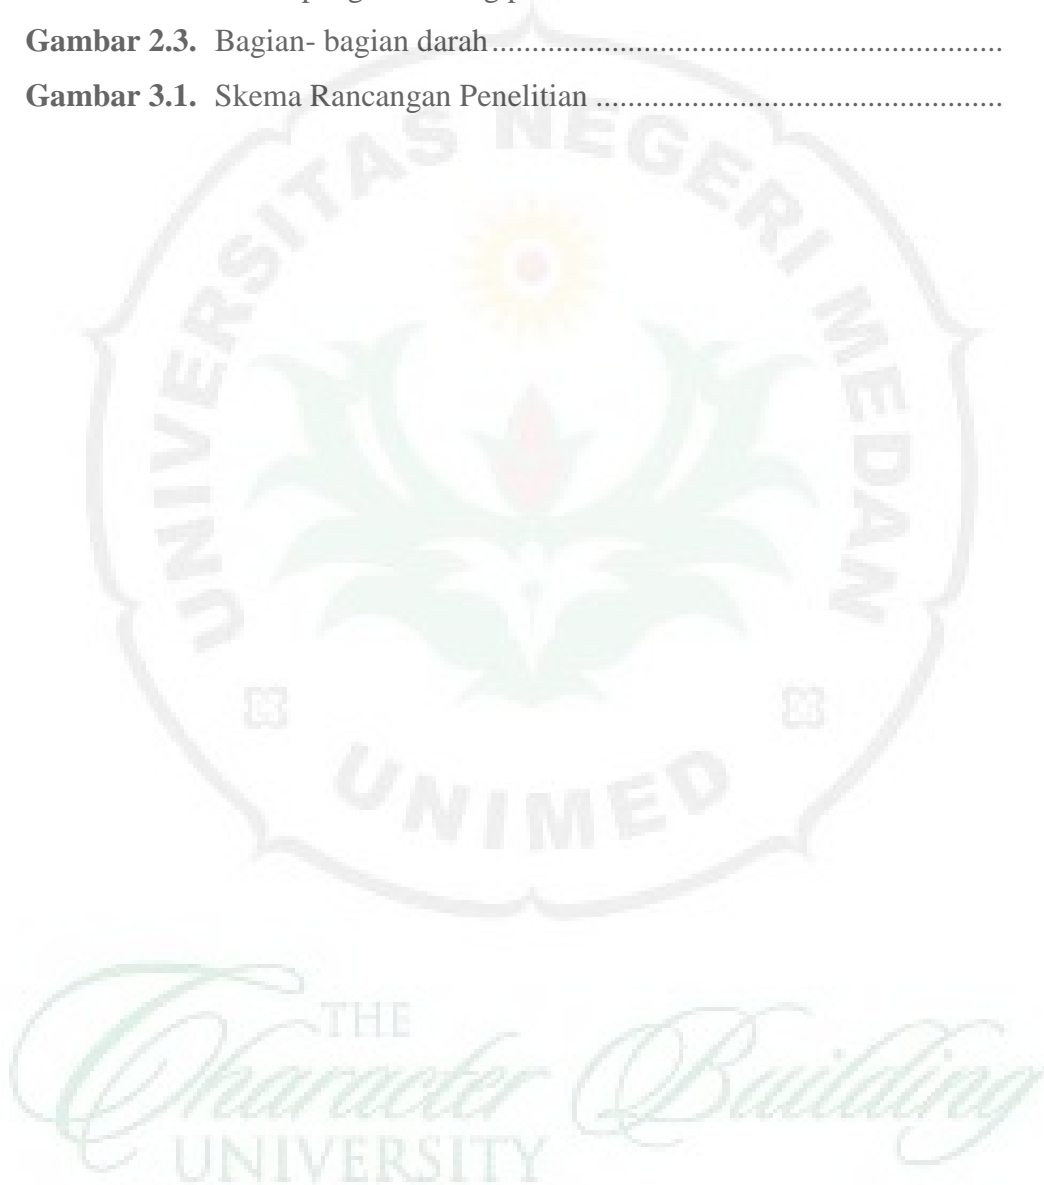 Gambar 2.3. Bagian- bagian darah................................................................
Gambar 3.1. Skema Rancangan Penelitian ...................................................
UNIVERSITAS NEGERI MEDAN
UNIMED
THE
Character Building
UNIVERSITY